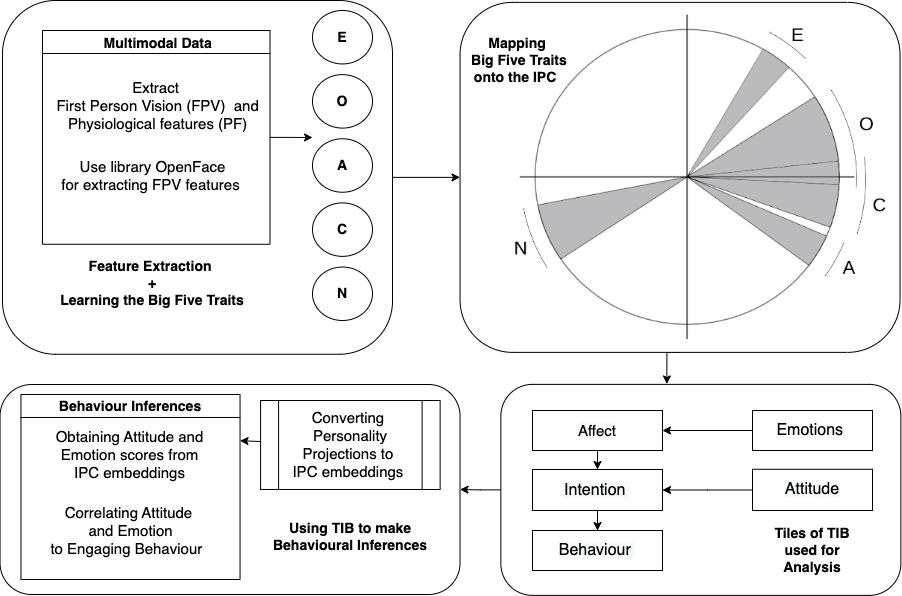 Multimodal Data
Extract
First Person Vision (FPV) and
Physiological features (PF)
Use library OpenFace
for extracting FPV features
Feature Extraction
+
Learning the Big Five Traits
E
O
A
C
N
Mapping
Big Five Traits
onto the IPC
E
O
C
A
N
Behaviour Inferences
Obtaining Attitude and
Emotion scores from
IPC embeddings
Correlating Attitude
and Emotion
to Engaging Behaviour
Converting
Personality
Projections to
IPC embeddings
Using TIB to make
Behavioural Inferences
Affect
Emotions
Intention
Attitude
Behaviour
Tiles of TIB
used for
Analysis